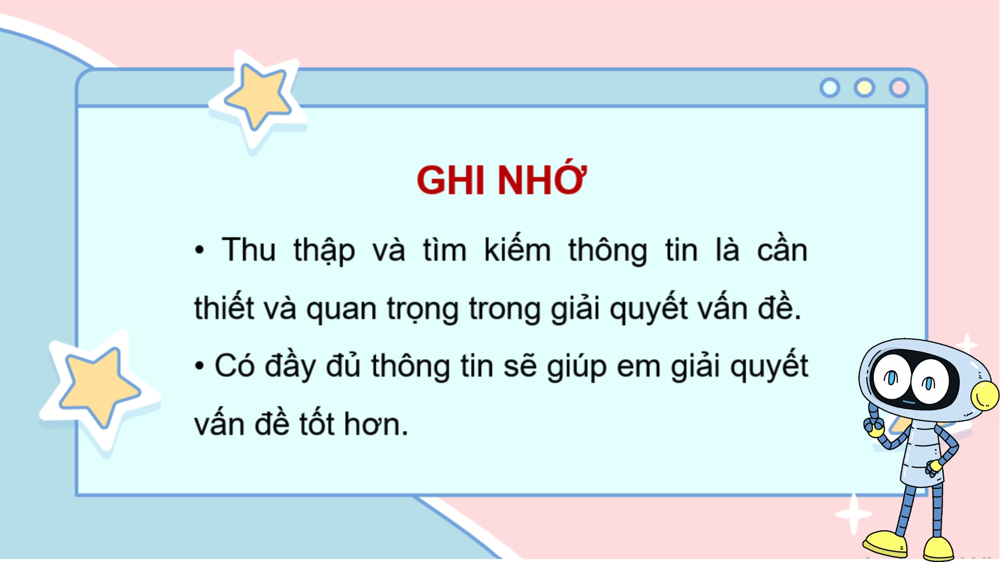 GHI NHỚ
• Thu thập và tìm kiếm thông tin là cần
thiết và quan trọng trong giải quyết vấn đề.
• Có đầy đủ thông tin sẽ giúp em giải quyết
vấn đề tốt hơn.